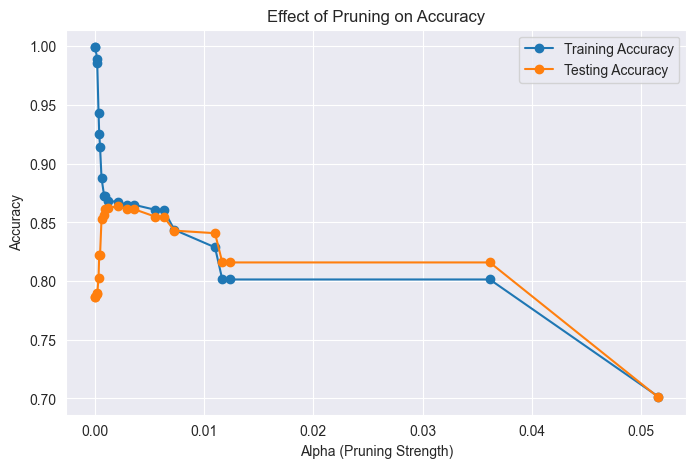 Effect of Pruning on Accuracy
Training Accuracy
Testing Accuracy
Accuracy
1.00
0.95
0.90
0.85
0.80
0.75
0.70
0.00 0.01 0.02 0.03 0.04 0.05
Alpha (Pruning Strength)